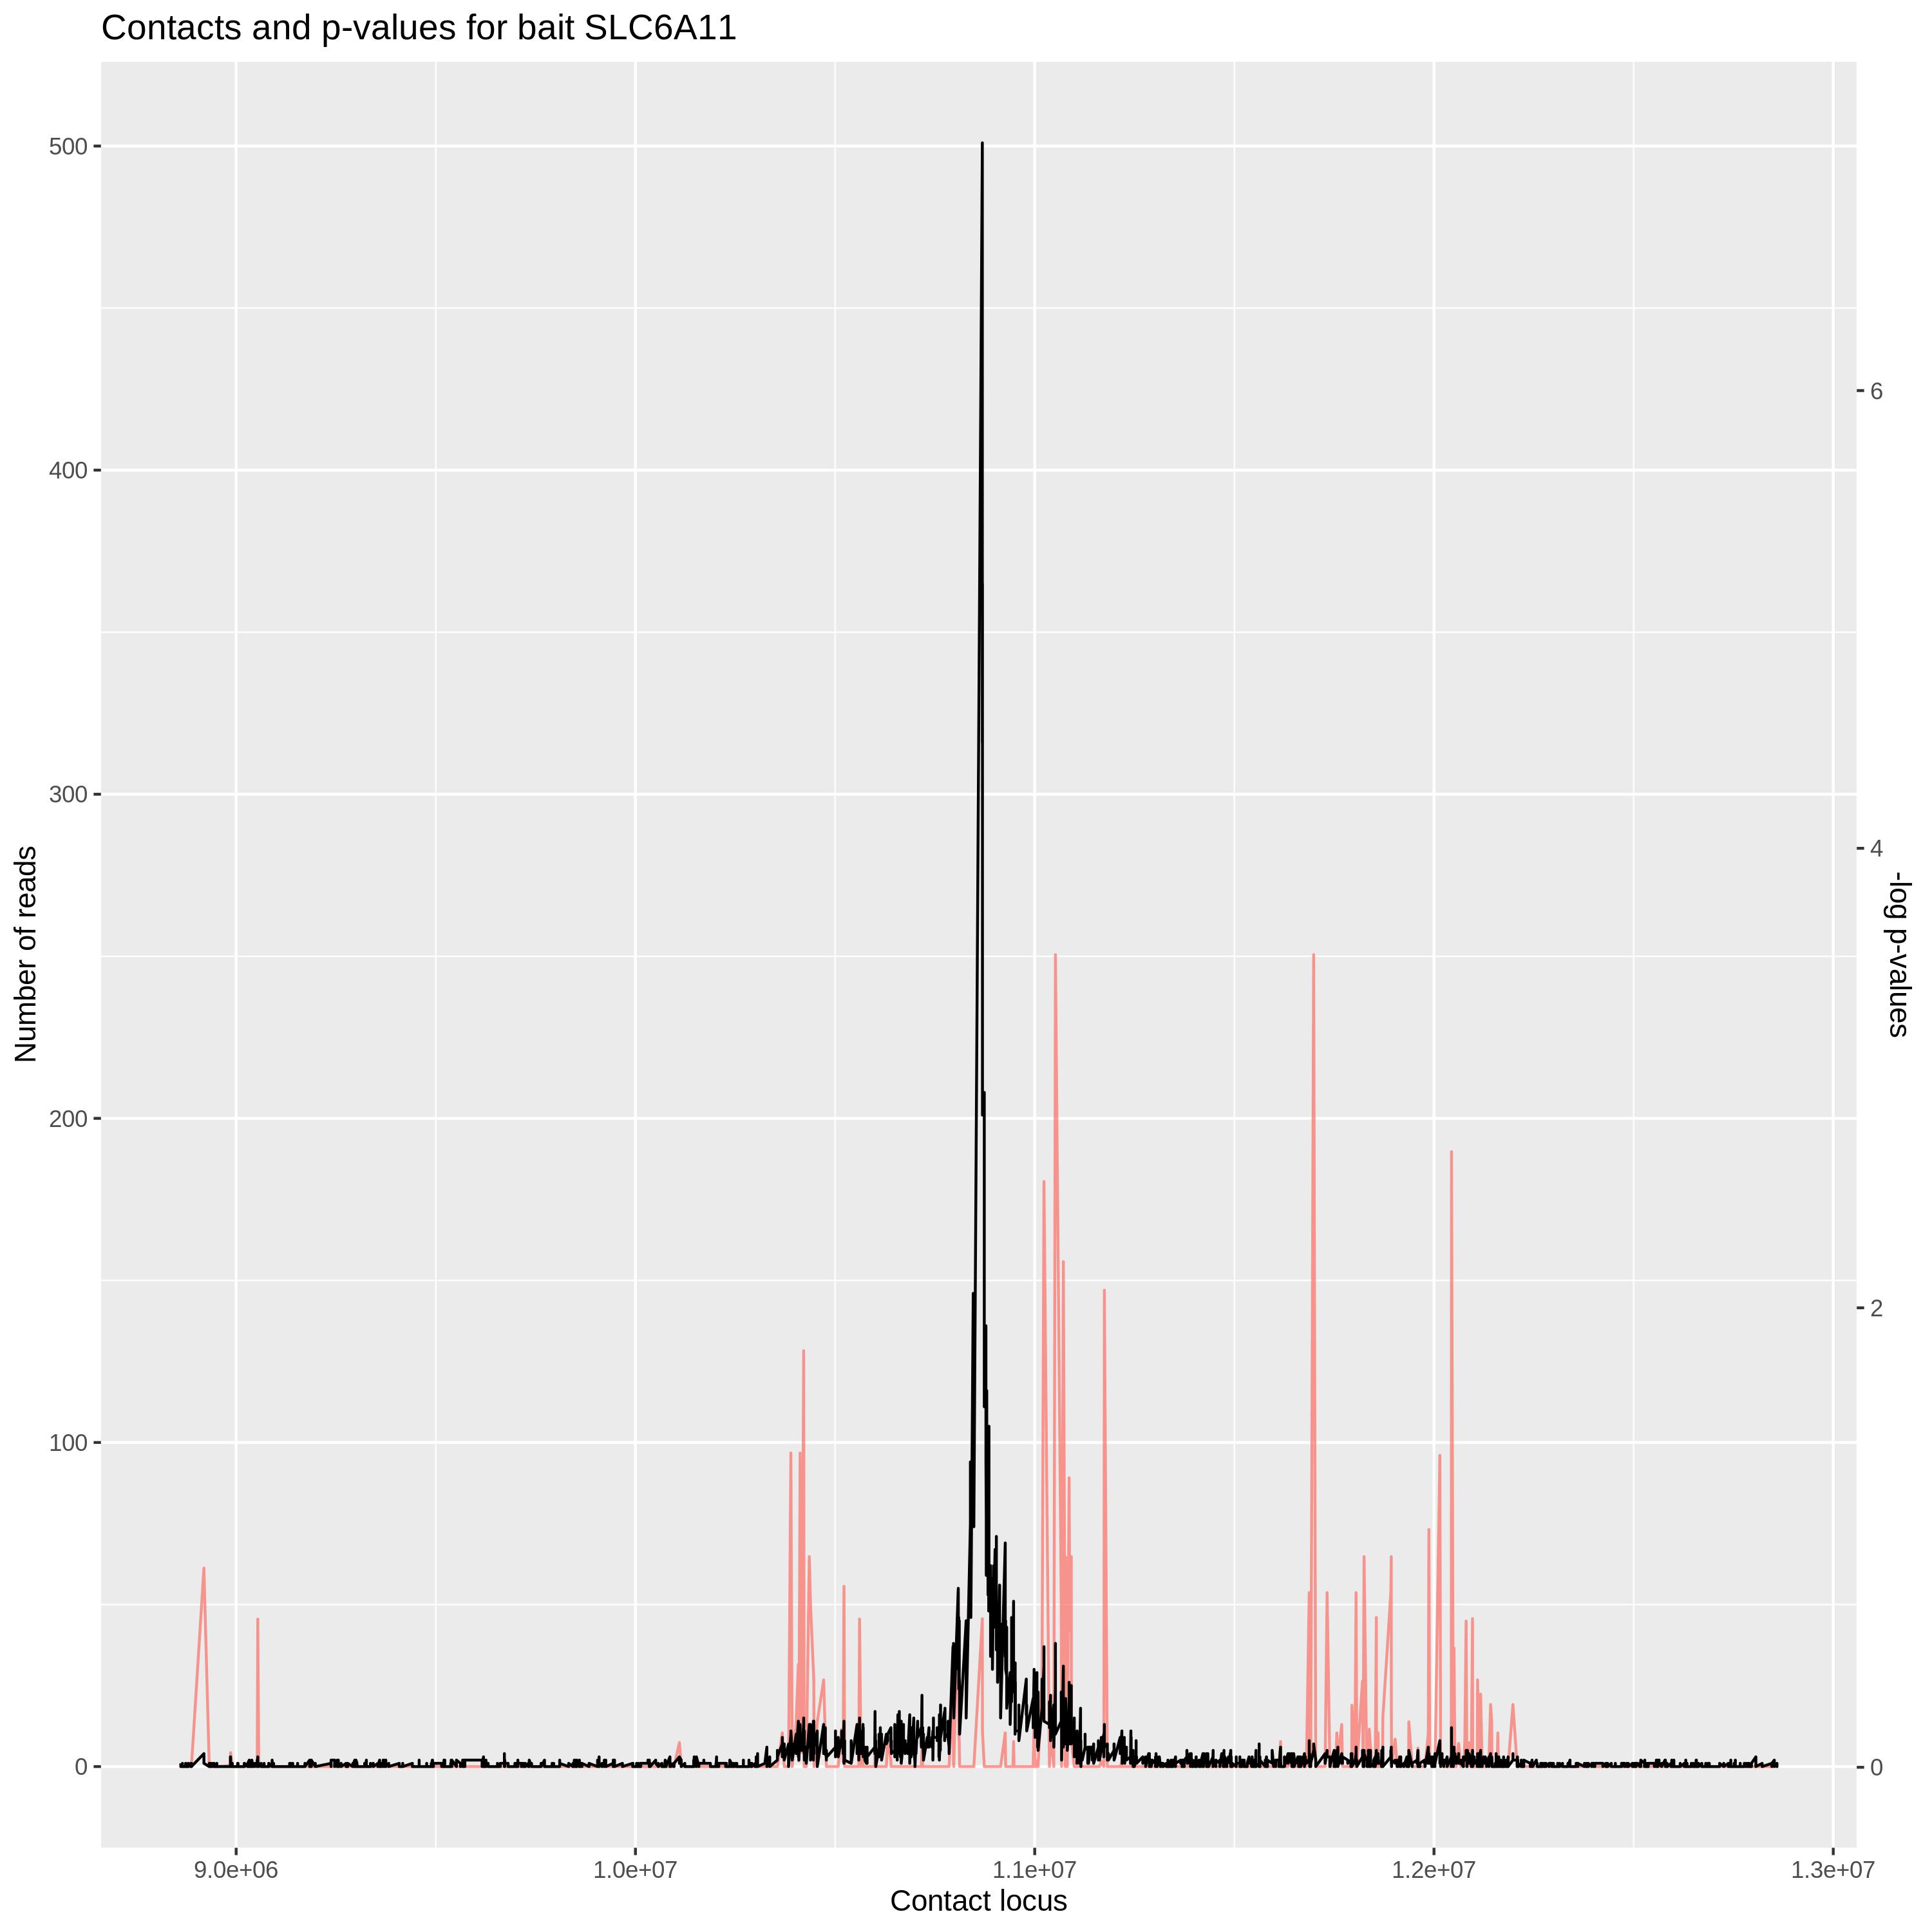 Contacts and p-values for bait SLC6A11
500
400
300
200
100
0
Number of reads
6
4
2
0
-log p-values
9.0e+06
1.0e+07
1.1e+07
1.2e+07
1.3e+07
Contact locus